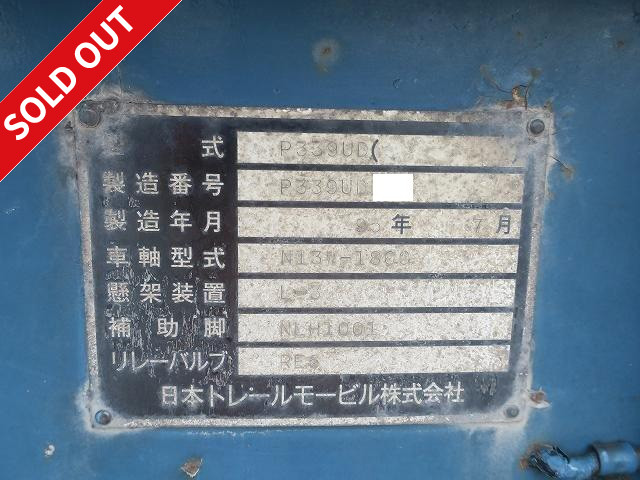 SOLD OUT
式 P339UD(
製造番号 P339UD
製造年月 年 7月
車軸型式
懸架装置
補助脚 NLH1001
リレーバルブ RE6
日本トレールモービル株式会社